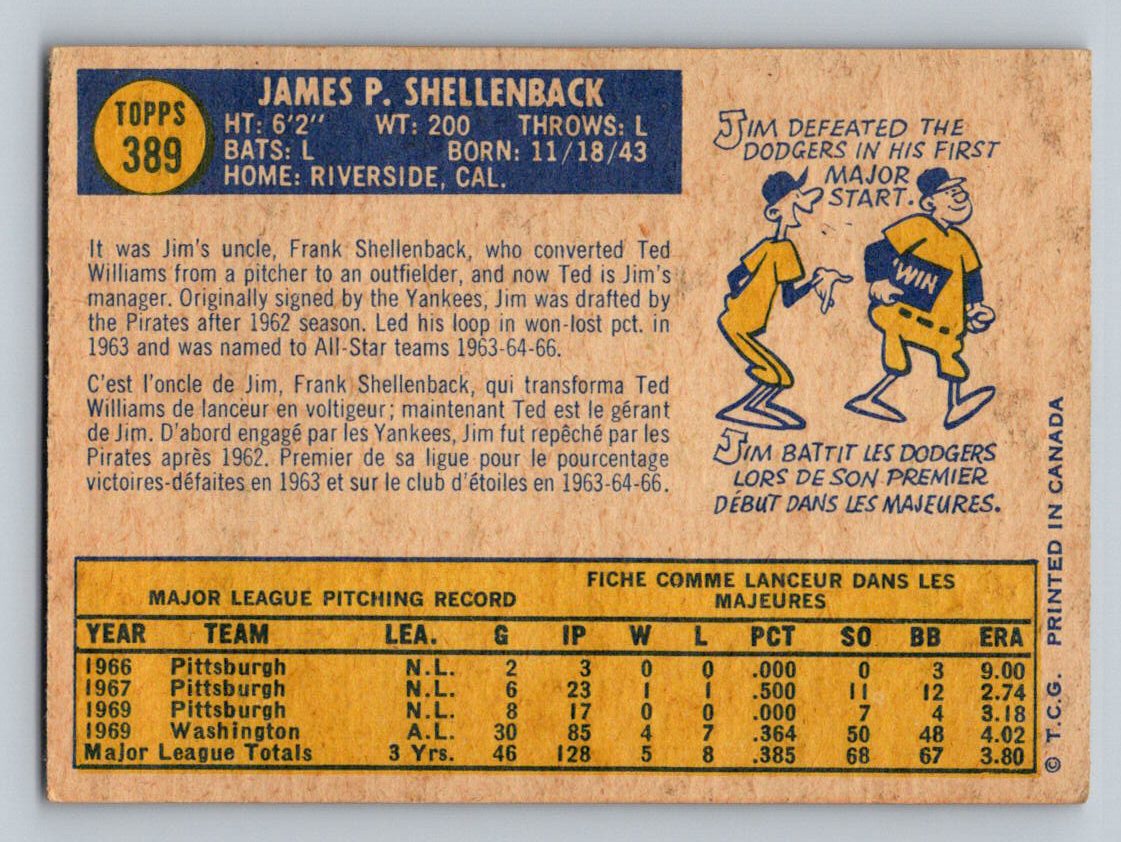 TOPPS
389
JAMES P. SHELLENBACK
HT: 6'2" WT: 200 THROWS: L
BATS: L BORN: 11/18/43
HOME: RIVERSIDE, CAL.
It was Jim's uncle, Frank Shellenback, who converted Ted
Williams from a pitcher to an outfielder, and now Ted is Jim's
manager. Originally signed by the Yankees, Jim was drafted by
the Pirates after 1962 season. Led his loop in won-lost pct. in
1963 and was named to All-Star teams 1963-64-66.
C'est l'oncle de Jim, Frank Shellenback, qui transforma Ted
Williams de lanceur en voltigeur; maintenant Ted est le gérant
de Jim. D'abord engagé par les Yankees, Jim fut repêché par les
Pirates après 1962. Premier de sa ligue pour le pourcentage
victoires-défaites en 1963 et sur le club d'étoiles en 1963-64-66.
JIM DEFEATED THE
DODGERS IN HIS FIRST
MAJOR
START.
'WIN
JIM BATTIT LES DODGERS
LORS DE SON PREMIER
DÉBUT DANS LES MAJEURES.
MAJOR LEAGUE PITCHING RECORD
FICHE COMME LANCEUR DANS LES
MAJEURES
YEAR TEAM LEA. G IP W L PCT SO BB ERA
1966 Pittsburgh N.L. 2 3 0 0 .000 0 3 9.00
1967 Pittsburgh N.L. 6 23 1 1 .500 11 12 2.74
1969 Pittsburgh N.L. 8 17 0 0 .000 7 4 3.18
1969 Washington A.L. 30 85 4 7 .364 50 48 4.02
Major League Totals 3 Yrs. 46 128 5 8 .385 68 67 3.80
© T.C.G. PRINTED IN CANADA